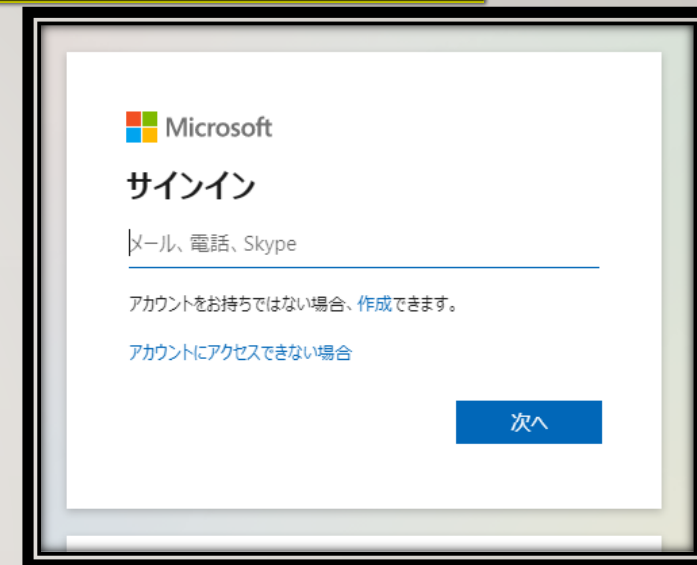 Microsoft
サインイン
メール、電話、Skype
アカウントをお持ちではない場合、作成できます。
アカウントにアクセスできない場合
次へ